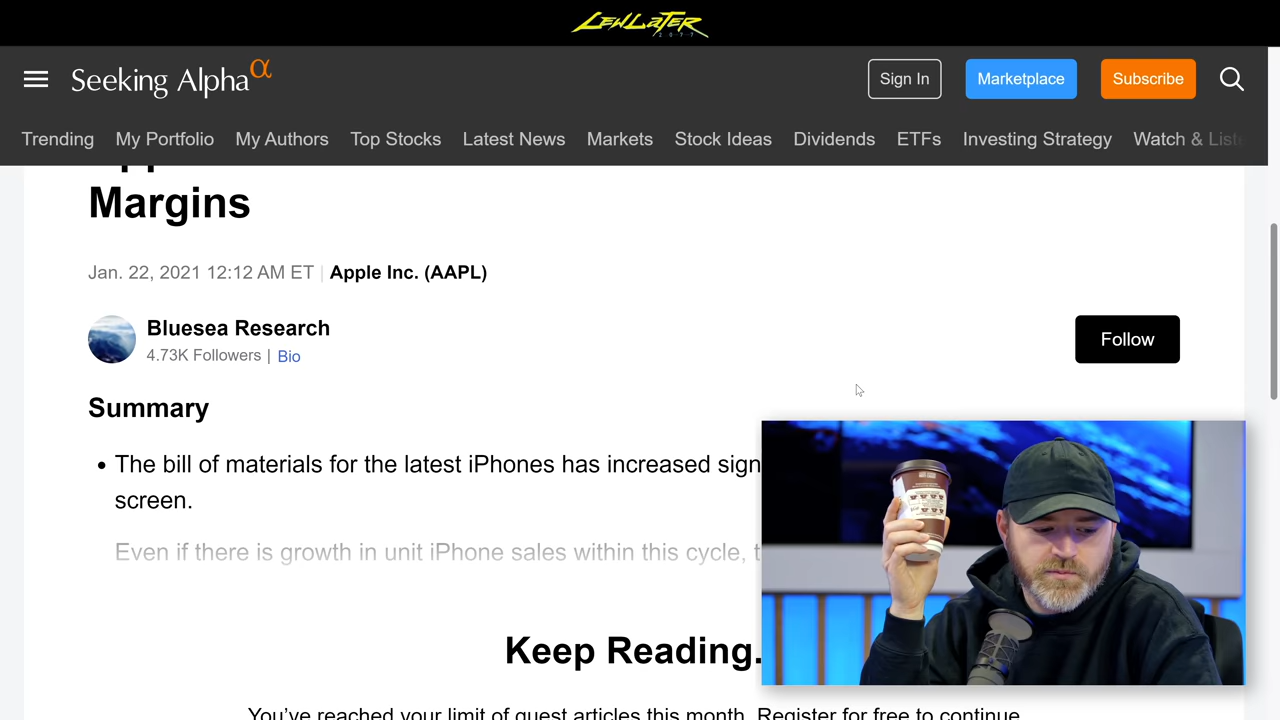 LEWLATER
2077
Seeking Alpha α
Sign In
Marketplace
Subscribe
Trending
My Portfolio
My Authors
Top Stocks
Latest News
Markets
Stock Ideas
Dividends
ETFs
Investing Strategy
Watch & Liste
Margins
Jan. 22, 2021 12:12 AM ET | Apple Inc. (AAPL)
Bluesea Research
4.73K Followers | Bio
Follow
Summary
• The bill of materials for the latest iPhones has increased sign
screen.
Even if there is growth in unit iPhone sales within this cycle, t
Keep Reading.
You’ve reached your limit of guest articles this month. Register for free to continue